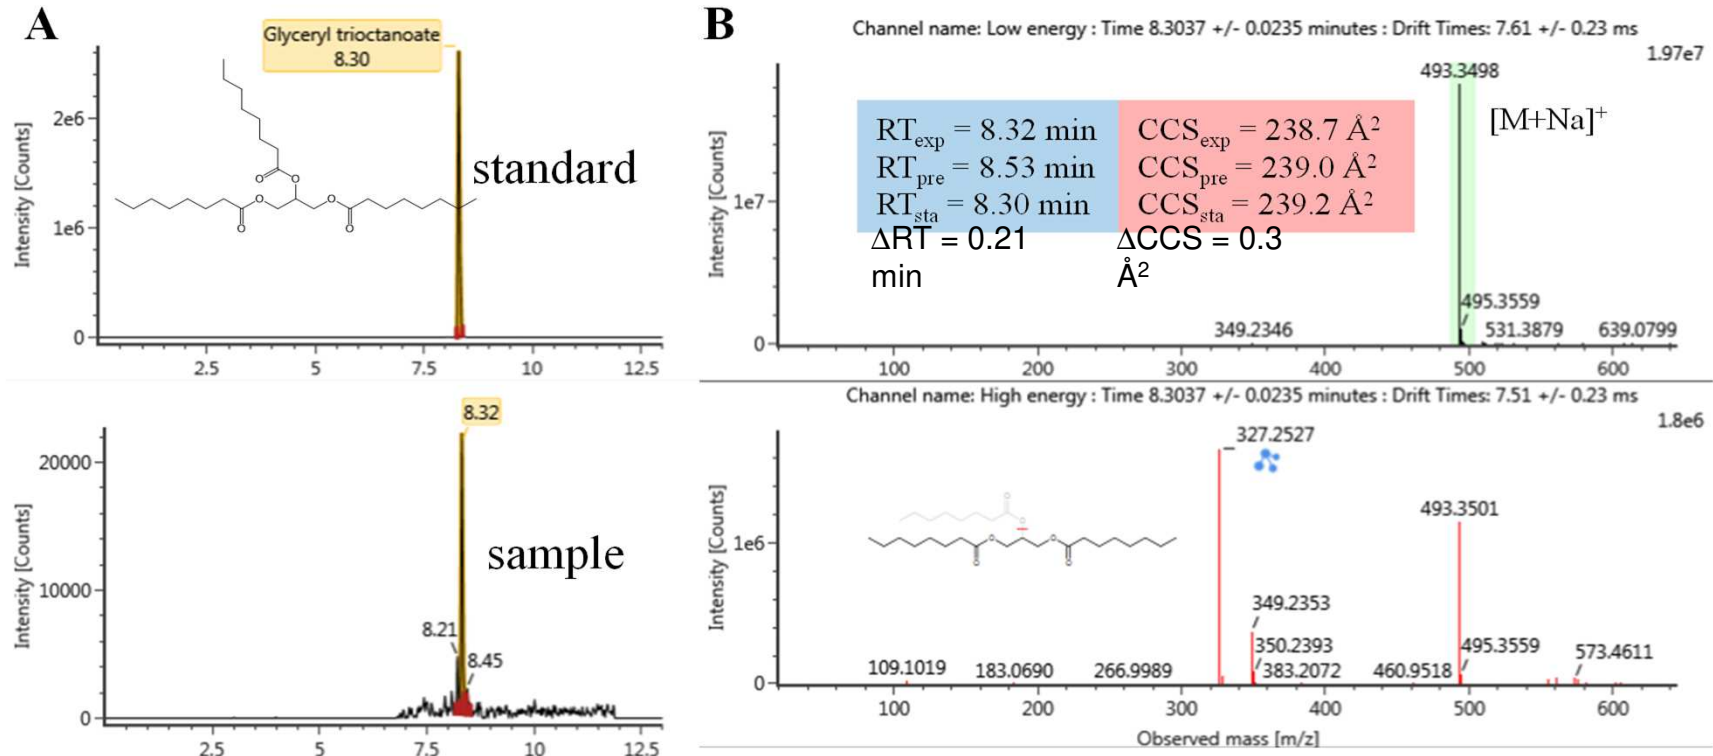 A
Glyceryl trioctanoate
8.30
Intensity [Counts]
2e6
1e6
0
standard
O
O
O
O
O
O
2.5 5 7.5 10 12.5
8.32
Intensity [Counts]
20000
10000
0
sample
8.21
8.45
2.5 5 7.5 10 12.5
B
Channel name: Low energy : Time 8.3037 +/- 0.0235 minutes : Drift Times: 7.61 +/- 0.23 ms
1.97e7
493.3498
[M+Na]+
RTexp = 8.32 min
RTpre = 8.53 min
RTsta = 8.30 min
ΔRT = 0.21
min
CCSexp = 238.7 Å²
CCSpre = 239.0 Å²
CCSsta = 239.2 Å²
ΔCCS = 0.3
Å²
Intensity [Counts]
1e7
0
349.2346
495.3559
531.3879
639.0799
100 200 300 400 500 600
Channel name: High energy : Time 8.3037 +/- 0.0235 minutes : Drift Times: 7.51 +/- 0.23 ms
1.8e6
327.2527
493.3501
Intensity [Counts]
1e6
0
O
O
O
O
O
O
349.2353
350.2393
495.3559
573.4611
109.1019
183.0690
266.9989
383.2072
460.9518
100 200 300 400 500 600
Observed mass [m/z]